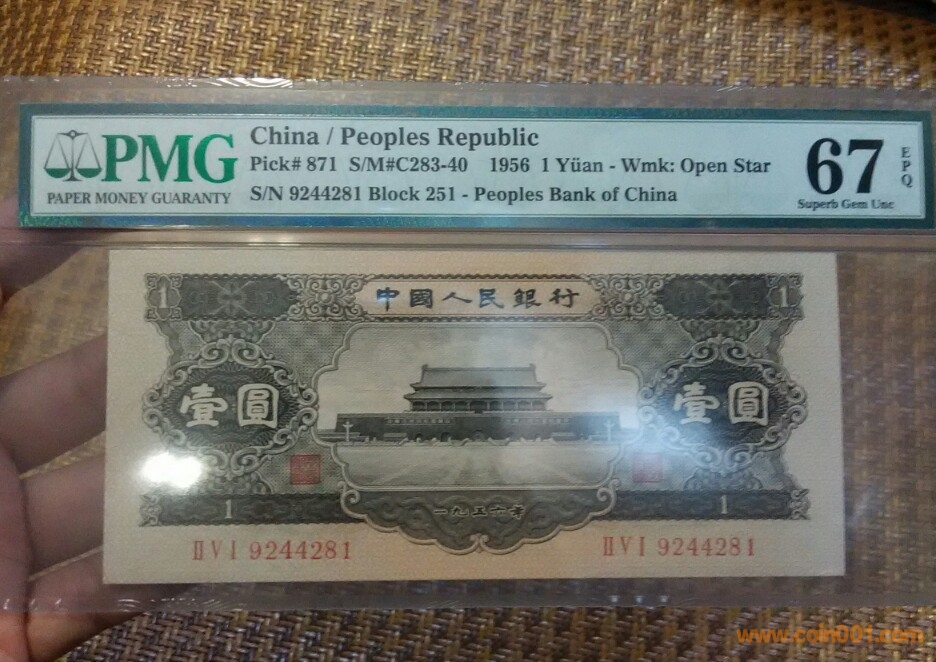 PMG
PAPER MONEY GUARANTY
China / Peoples Republic
Pick# 871 S/M#C283-40 1956 1 Yüan - Wmk: Open Star
S/N 9244281 Block 251 - Peoples Bank of China
67
EPQ
Superb Gem Unc
1 中國人民銀行 1
壹圓 壹圓
1 1
一九五六年
ⅡⅤⅠ 9244281 ⅡⅤⅠ 9244281
www.coin001.com